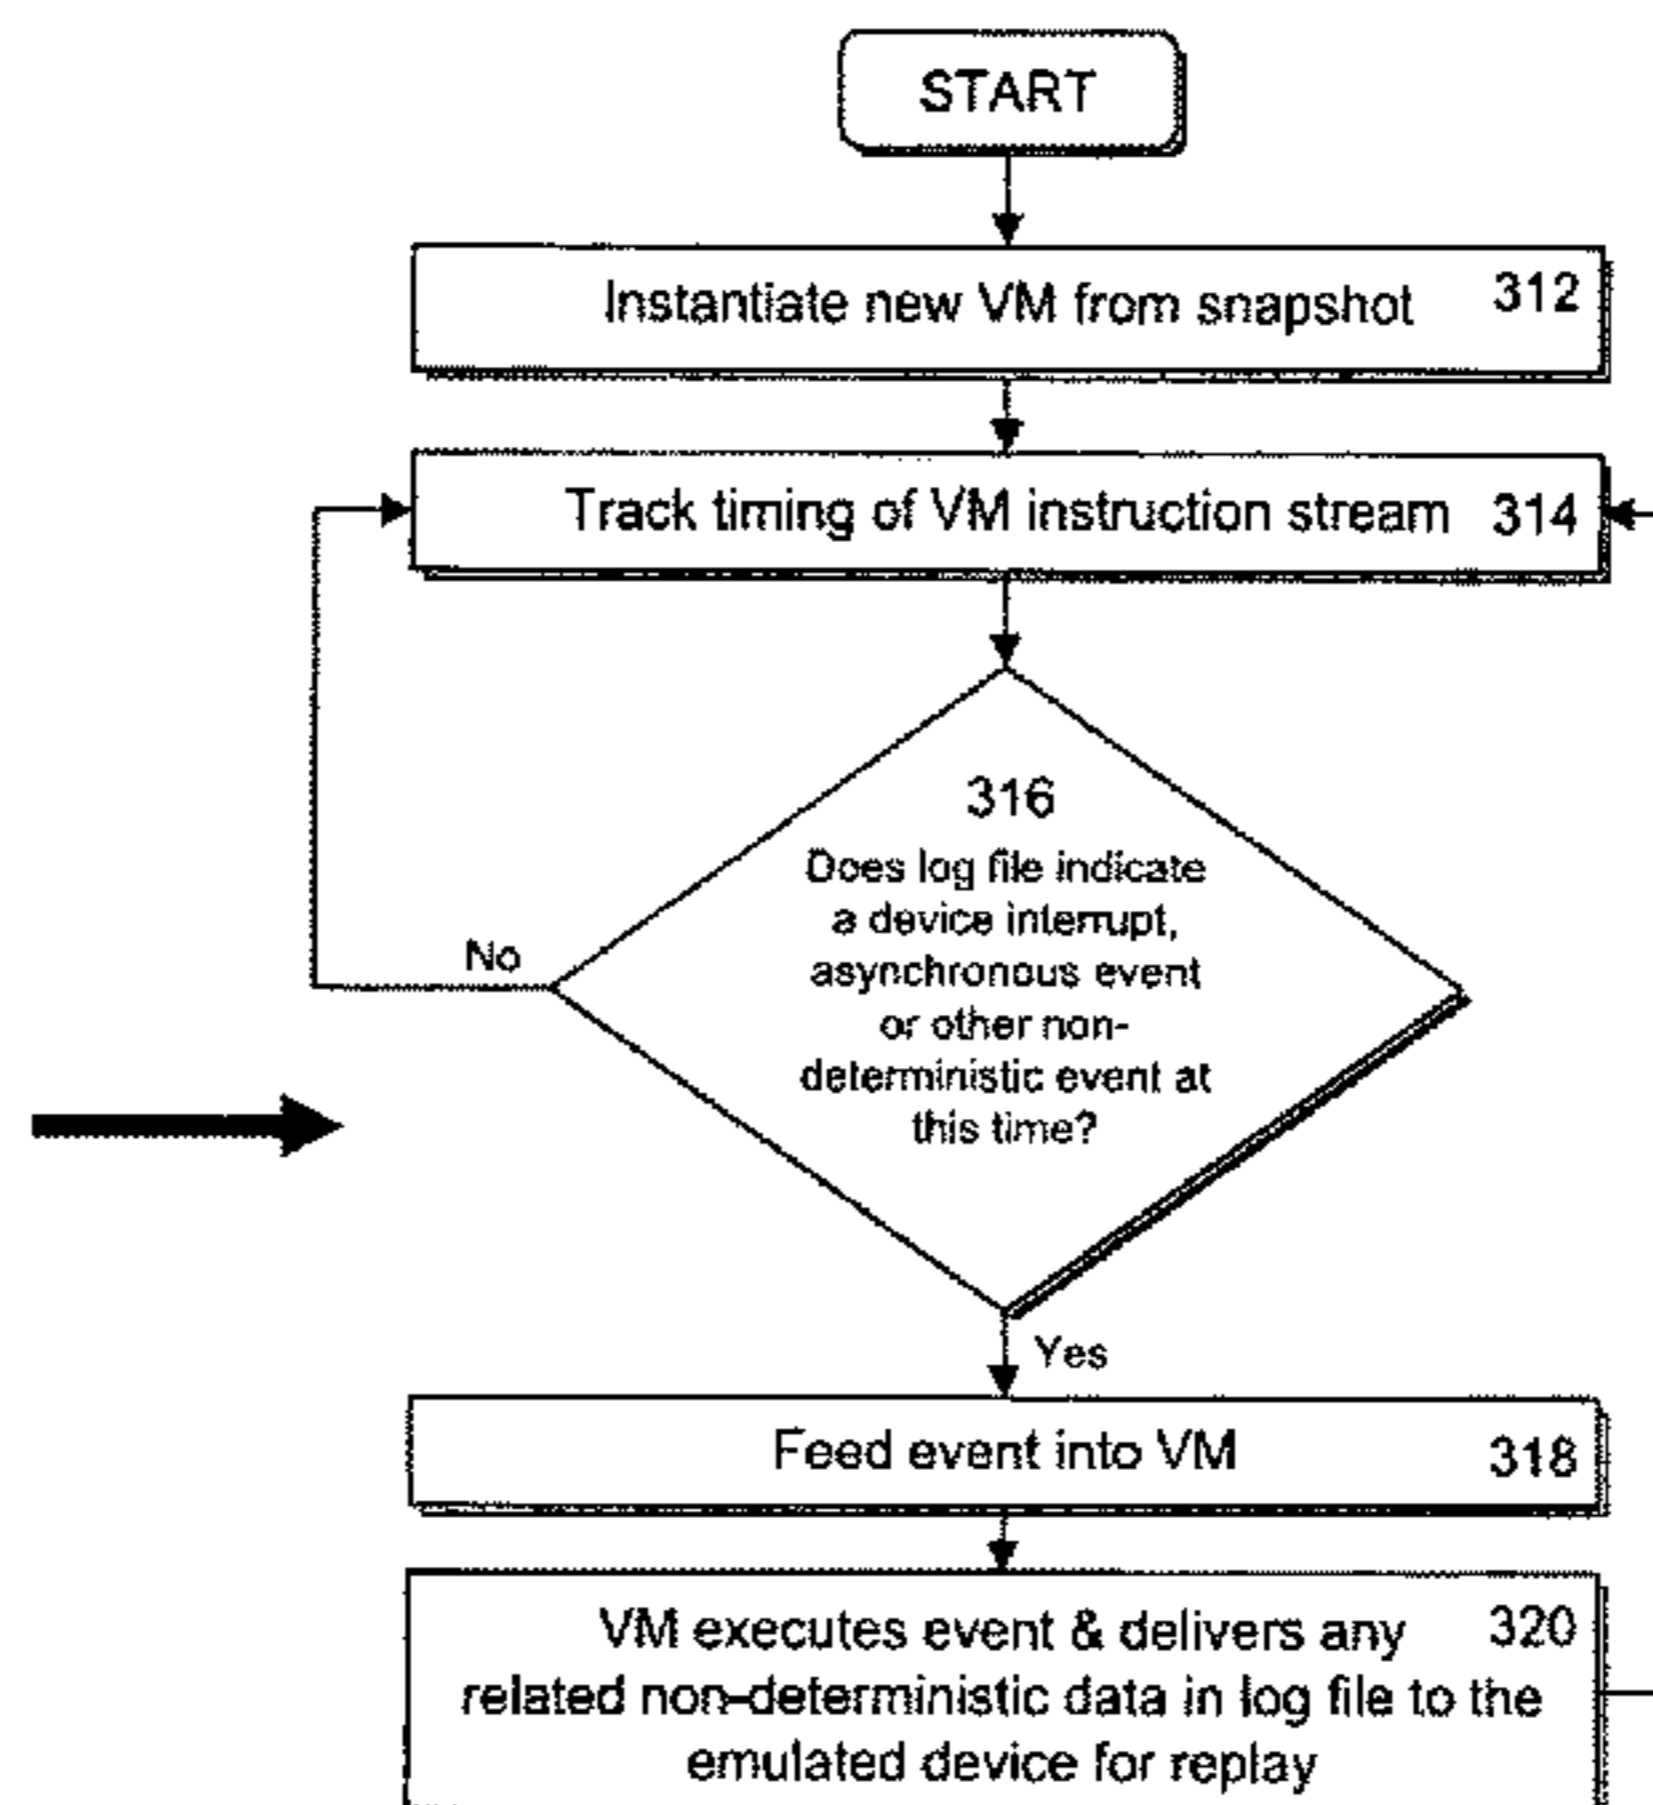 START
Instantiate new VM from snapshot 312
Track timing of VM instruction stream 314
316
Does log file indicate
a device interrupt,
asynchronous event
or other non-
deterministic event at
this time?
No
Yes
Feed event into VM 318
VM executes event & delivers any 320
related non-deterministic data in log file to the
emulated device for replay